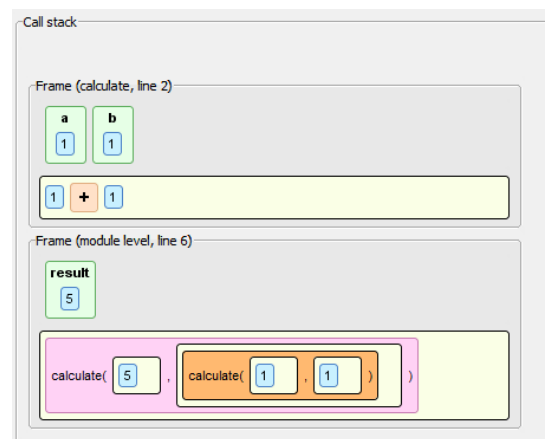 Call stack
Frame (calculate, line 2)
a b
1 1
1 + 1
Frame (module level, line 6)
result
5
calculate( 5 , calculate( 1 , 1 ) )